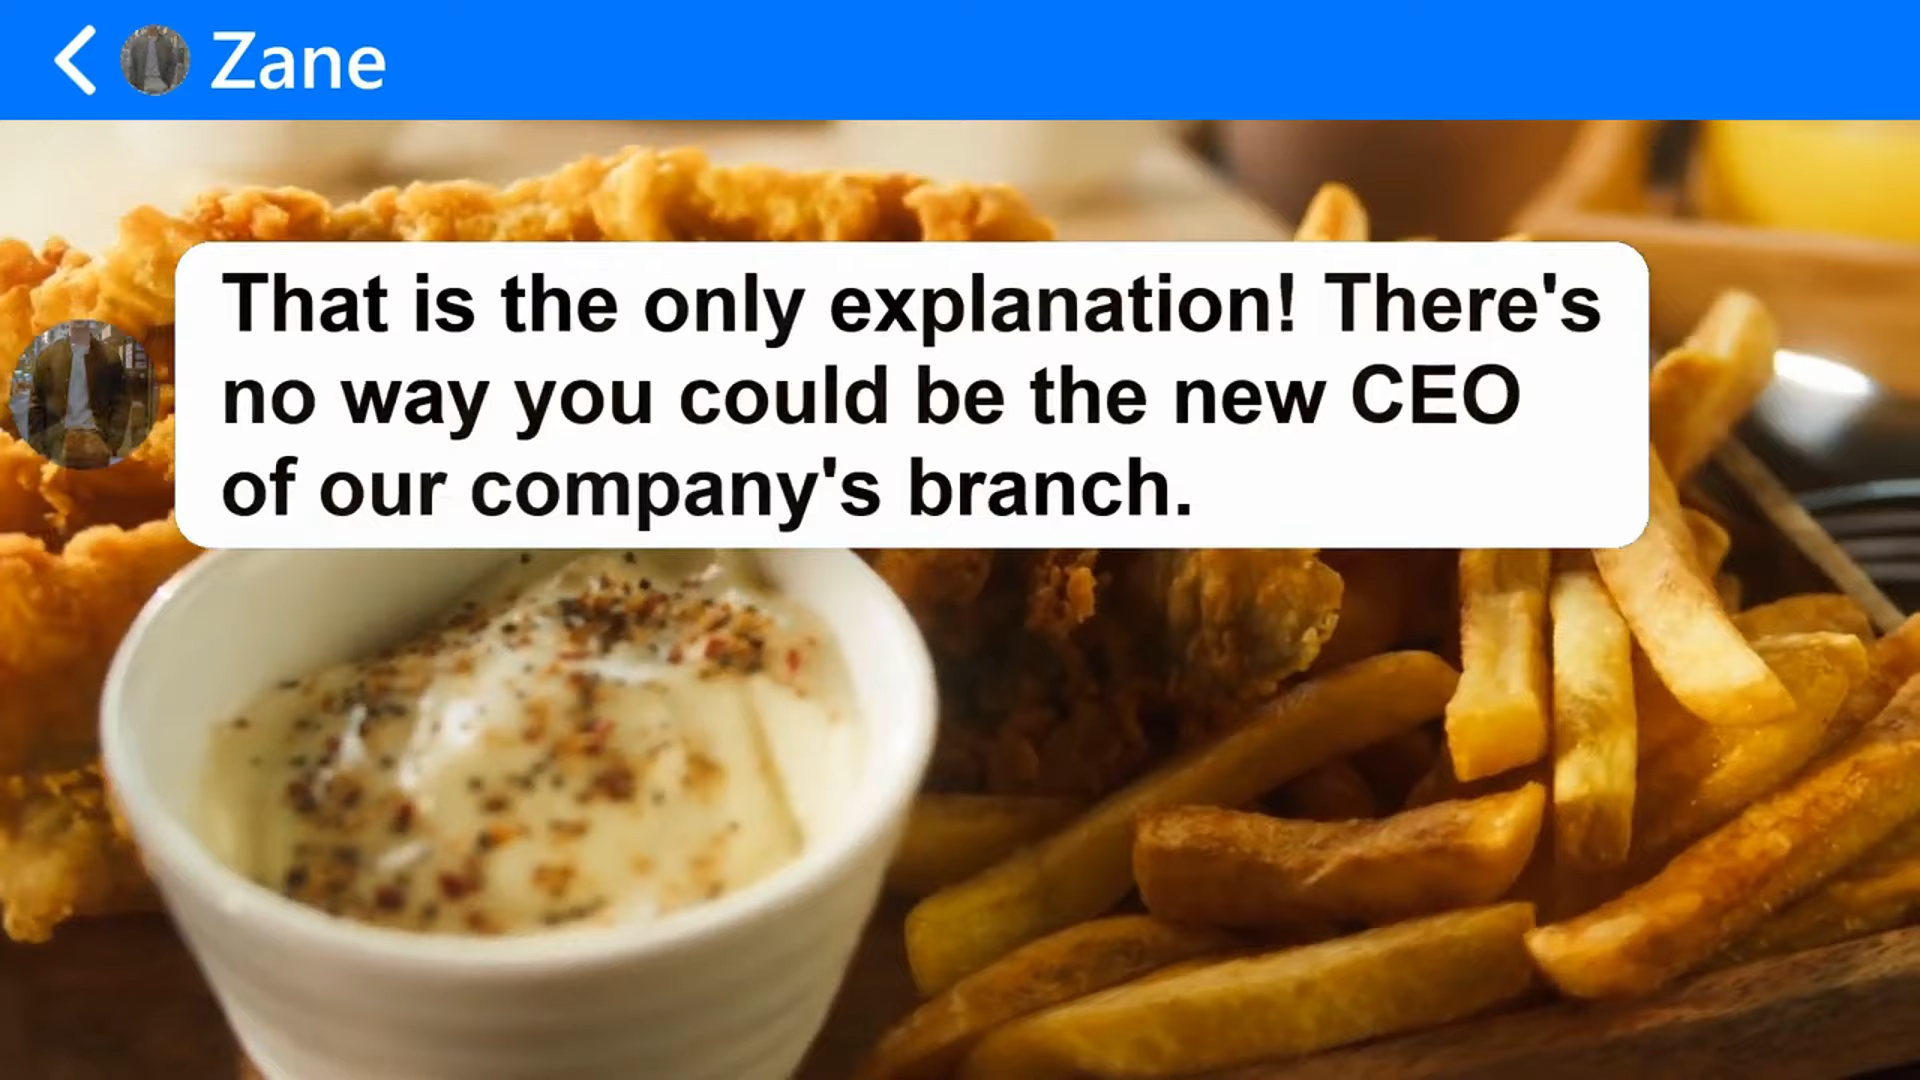 Zane
That is the only explanation! There's
no way you could be the new CEO
of our company's branch.